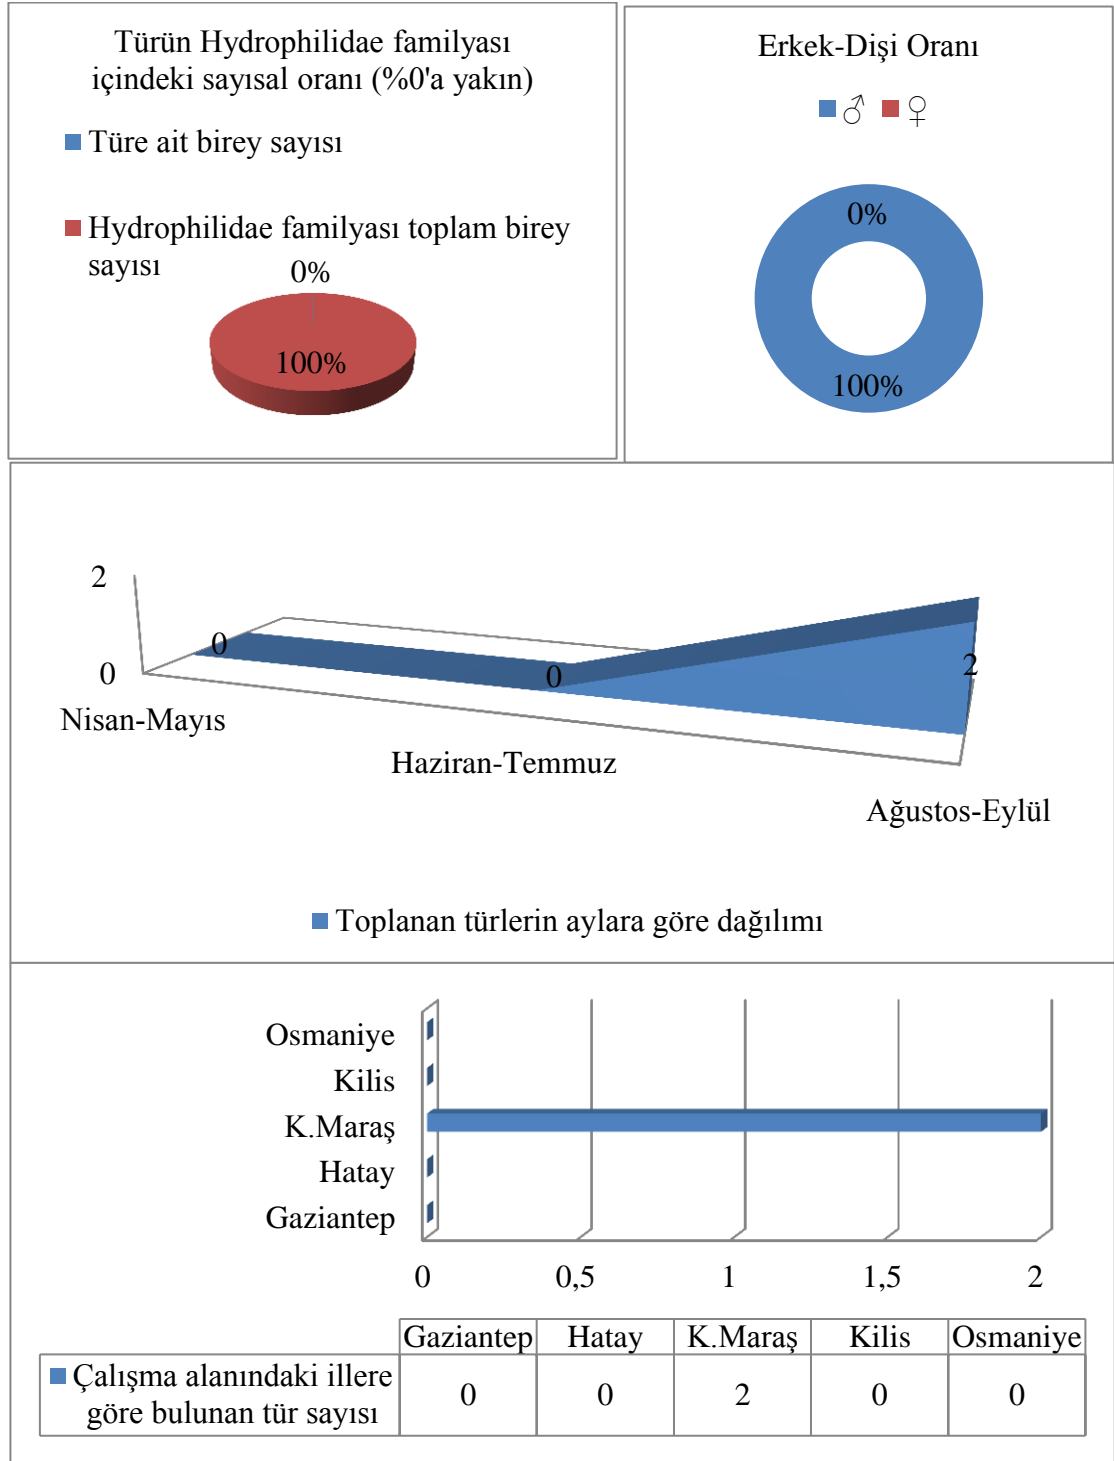 Türün Hydrophilidae familyası
içindeki sayısal oranı (%0'a yakın)
Türe ait birey sayısı
Hydrophilidae familyası toplam birey
sayısı
0%
100%
Erkek-Dişi Oranı
♂ ♀
0%
100%
2
0
0
0
2
Nisan-Mayıs
Haziran-Temmuz
Ağustos-Eylül
Toplanan türlerin aylara göre dağılımı
Osmaniye
Kilis
K.Maraş
Hatay
Gaziantep
0 0,5 1 1,5 2
Gaziantep Hatay K.Maraş Kilis Osmaniye
Çalışma alanındaki illere
göre bulunan tür sayısı
0 0 2 0 0